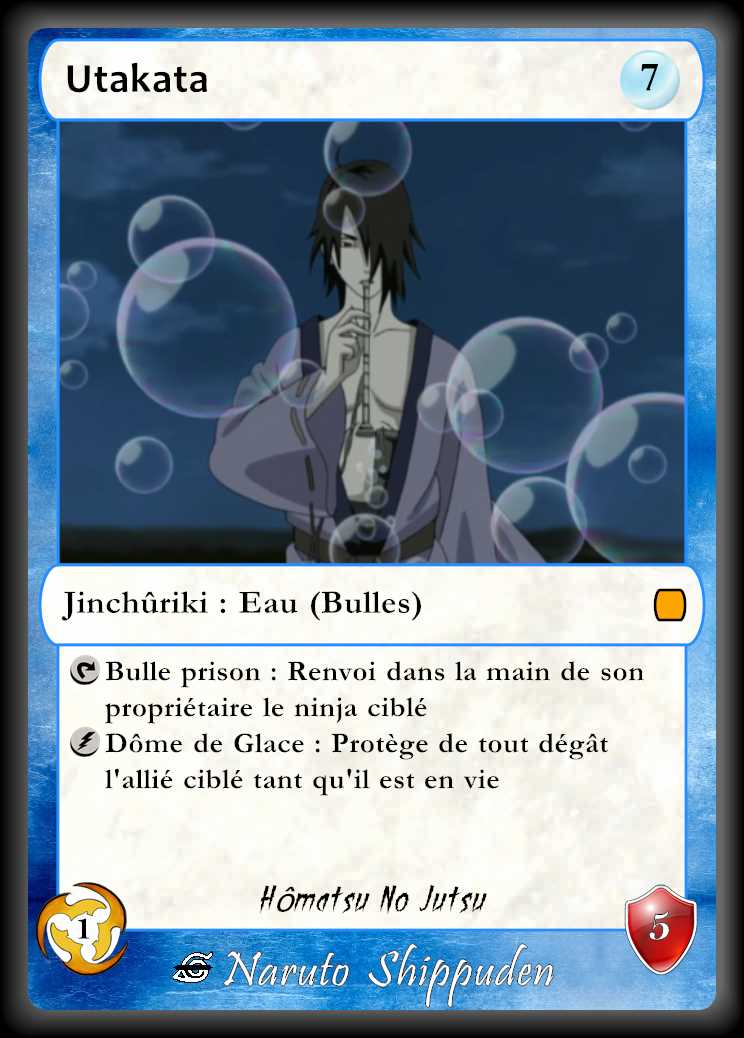 Utakata
7
Jinchûriki : Eau (Bulles)
Bulle prison : Renvoi dans la main de son
propriétaire le ninja ciblé
Dôme de Glace : Protège de tout dégât
l'allié ciblé tant qu'il est en vie
Hômatsu No Jutsu
1
5
Naruto Shippuden